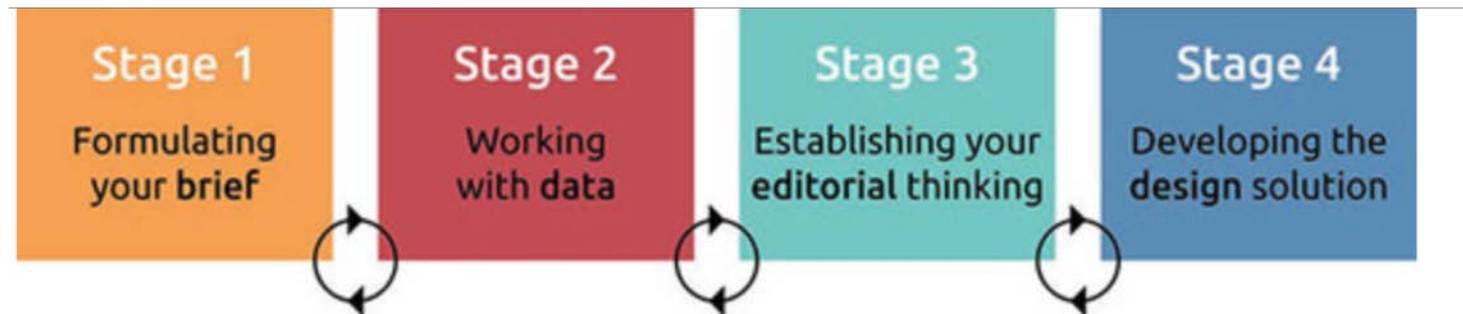 Stage 1
Formulating
your brief
Stage 2
Working
with data
Stage 3
Establishing your
editorial thinking
Stage 4
Developing the
design solution